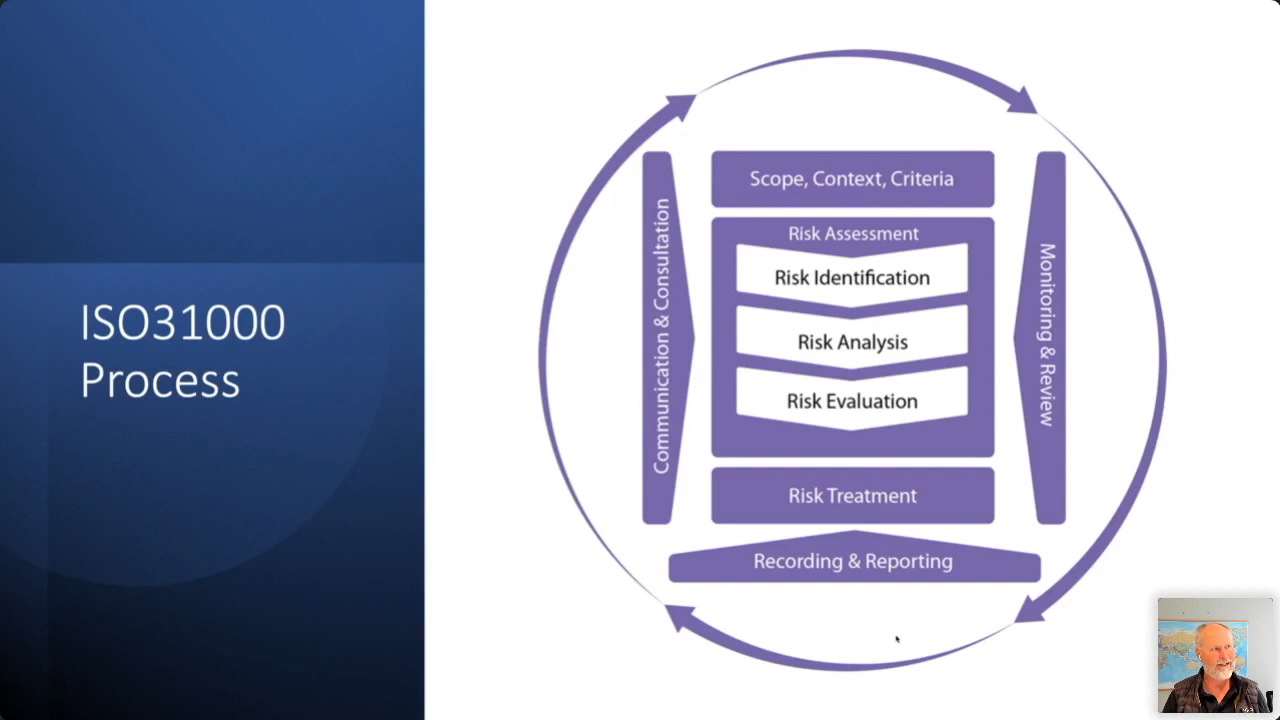 ISO31000
Process
Scope, Context, Criteria
Risk Assessment
Risk Identification
Risk Analysis
Risk Evaluation
Risk Treatment
Communication & Consultation
Monitoring & Review
Recording & Reporting